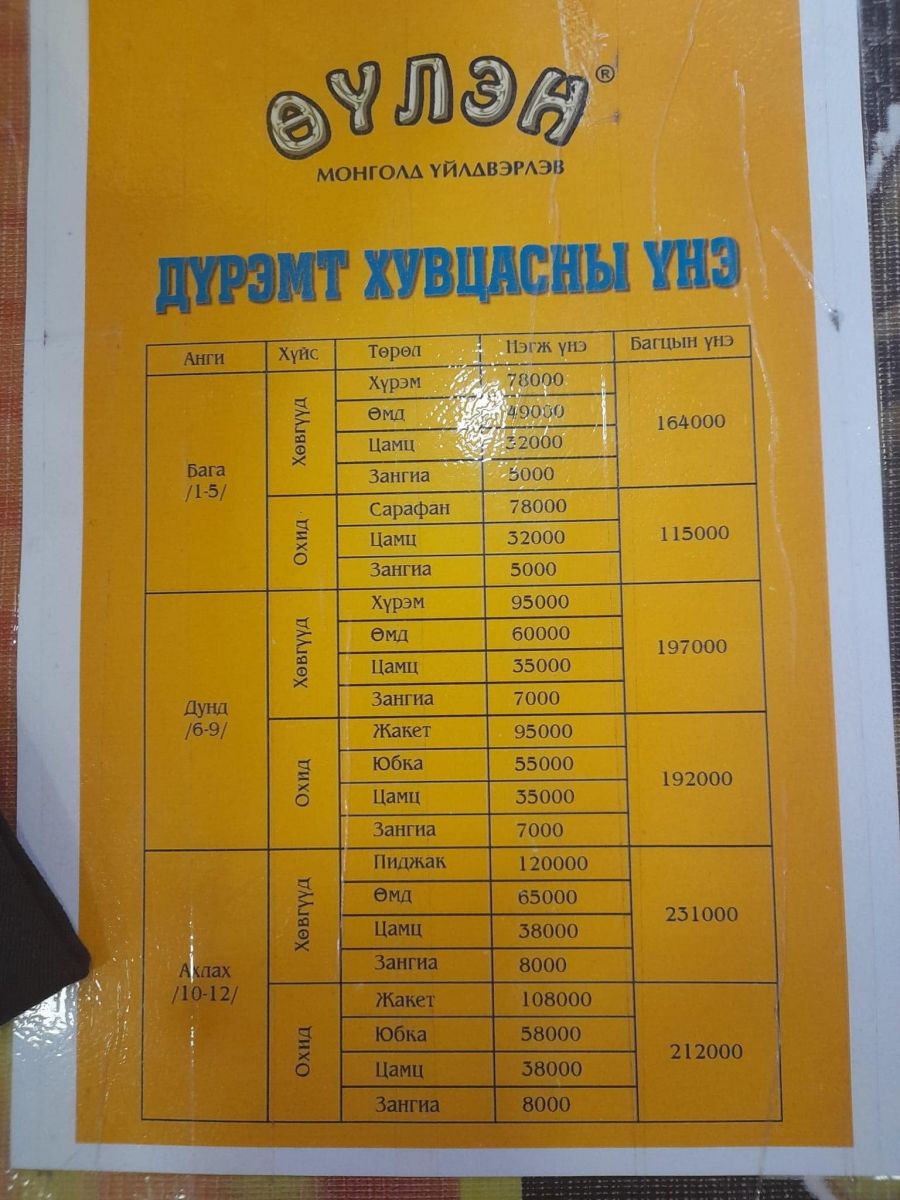 ӨҮЛЭН®
МОНГОЛД ҮЙЛДВЭРЛЭВ
ДҮРЭМТ ХУВЦАСНЫ ҮНЭ
Анги Хүйс Төрөл Нэгж үнэ Багцын үнэ
Бага /1-5/ Хөвгүүд Хүрэм 78000 164000
Өмд 49000
Цамц 32000
Зангиа 5000
Охид Сарафан 78000 115000
Цамц 32000
Зангиа 5000
Дунд /6-9/ Хөвгүүд Хүрэм 95000 197000
Өмд 60000
Цамц 35000
Зангиа 7000
Охид Жакет 95000 192000
Юбка 55000
Цамц 35000
Зангиа 7000
Ахлах /10-12/ Хөвгүүд Пиджак 120000 231000
Өмд 65000
Цамц 38000
Зангиа 8000
Охид Жакет 108000 212000
Юбка 58000
Цамц 38000
Зангиа 8000